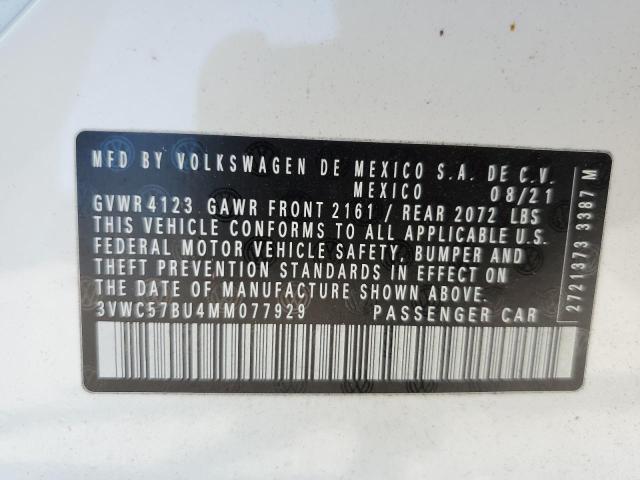 MFD BY VOLKSWAGEN DE MEXICO S.A. DE C.V.
MEXICO 08/21
GVWR 4123 GAWR FRONT 2161 / REAR 2072 LBS
THIS VEHICLE CONFORMS TO ALL APPLICABLE U.S.
FEDERAL MOTOR VEHICLE SAFETY, BUMPER AND
THEFT PREVENTION STANDARDS IN EFFECT ON
THE DATE OF MANUFACTURE SHOWN ABOVE.
3VWC57BU4MM077929 PASSENGER CAR
2721373 3387 M